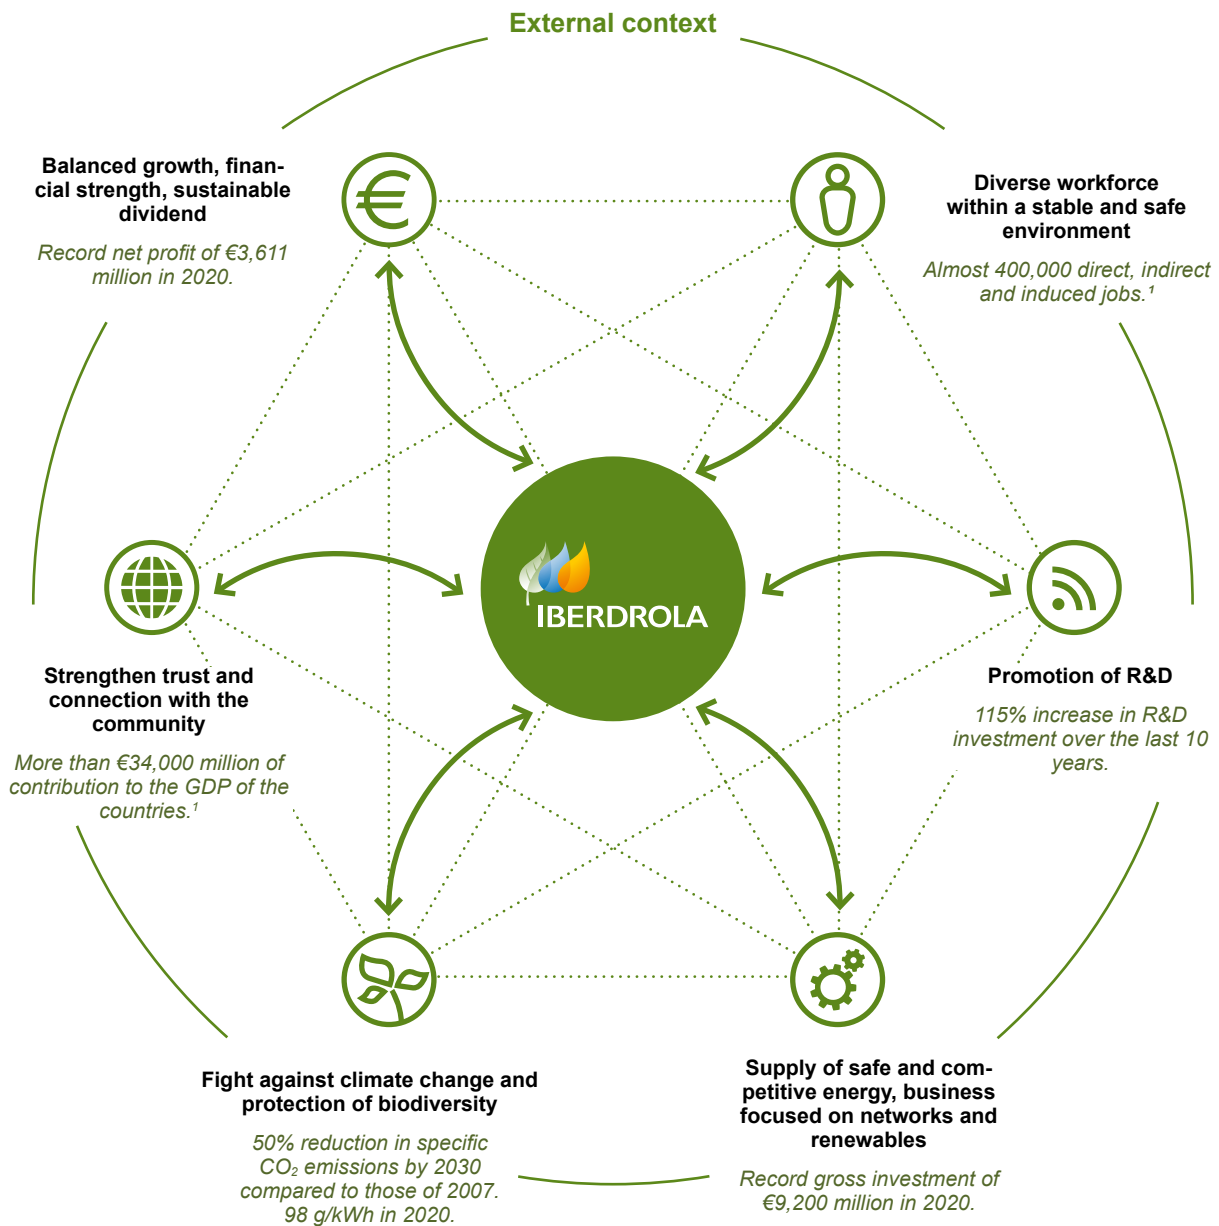 External context
Balanced growth, finan-
cial strength, sustainable
dividend
Record net profit of €3,611
million in 2020.
Diverse workforce
within a stable and safe
environment
Almost 400,000 direct, indirect
and induced jobs.¹
IBERDROLA
Strengthen trust and
connection with the
community
More than €34,000 million of
contribution to the GDP of the
countries.¹
Promotion of R&D
115% increase in R&D
investment over the last 10
years.
Fight against climate change and
protection of biodiversity
50% reduction in specific
CO₂ emissions by 2030
compared to those of 2007.
98 g/kWh in 2020.
Supply of safe and com-
petitive energy, business
focused on networks and
renewables
Record gross investment of
€9,200 million in 2020.